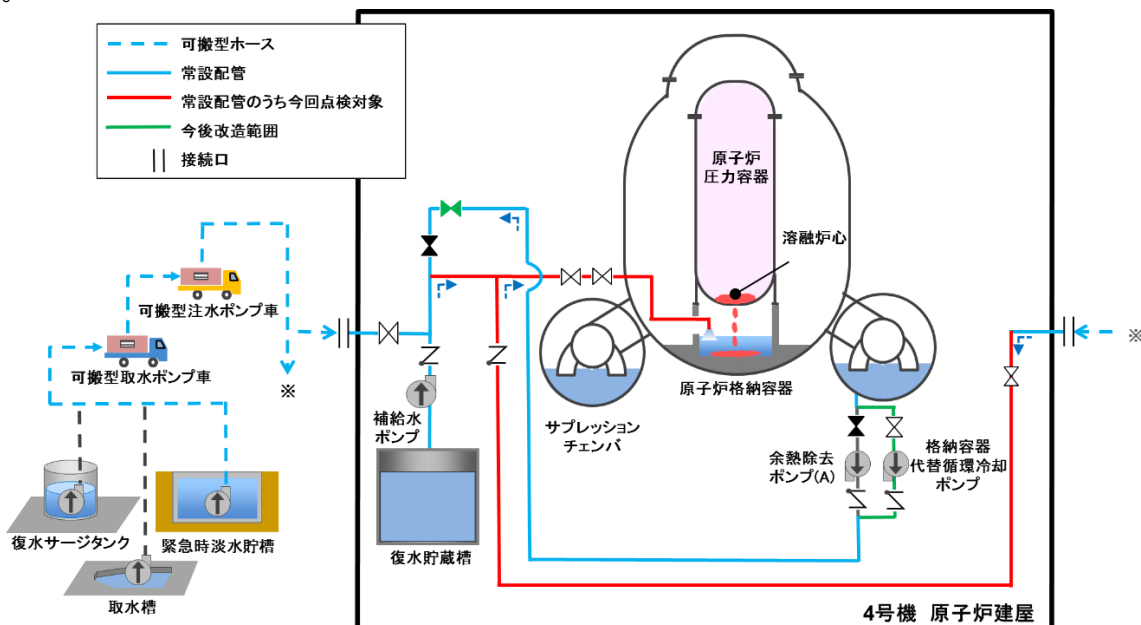 。
可搬型ホース
常設配管
常設配管のうち今回点検対象
今後改造範囲
接続口
原子炉
圧力容器
溶融炉心
可搬型注水ポンプ車
可搬型取水ポンプ車
※
※
原子炉格納容器
補給水
ポンプ
サプレッション
チェンバ
余熱除去
ポンプ(A)
格納容器
代替循環冷却
ポンプ
復水サージタンク
緊急時淡水貯槽
復水貯蔵槽
取水槽
4号機 原子炉建屋